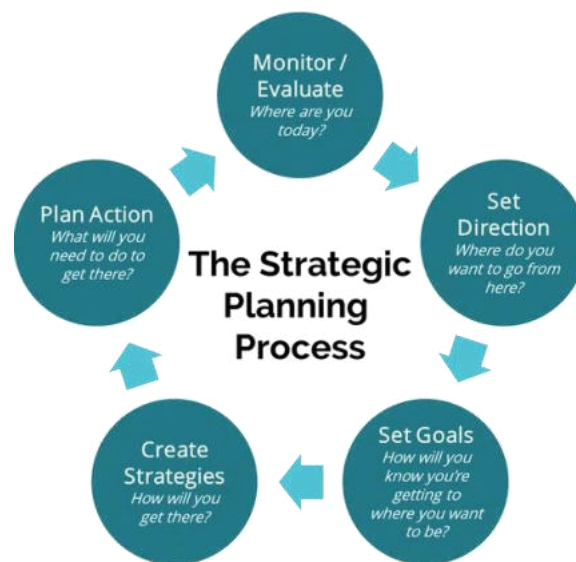 Monitor /
Evaluate
Where are you
today?
Set
Direction
Where do you
want to go from
here?
Set Goals
How will you
know you're
getting to
where you want
to be?
Create
Strategies
How will you
get there?
Plan Action
What will you
need to do to
get there?
The Strategic
Planning
Process